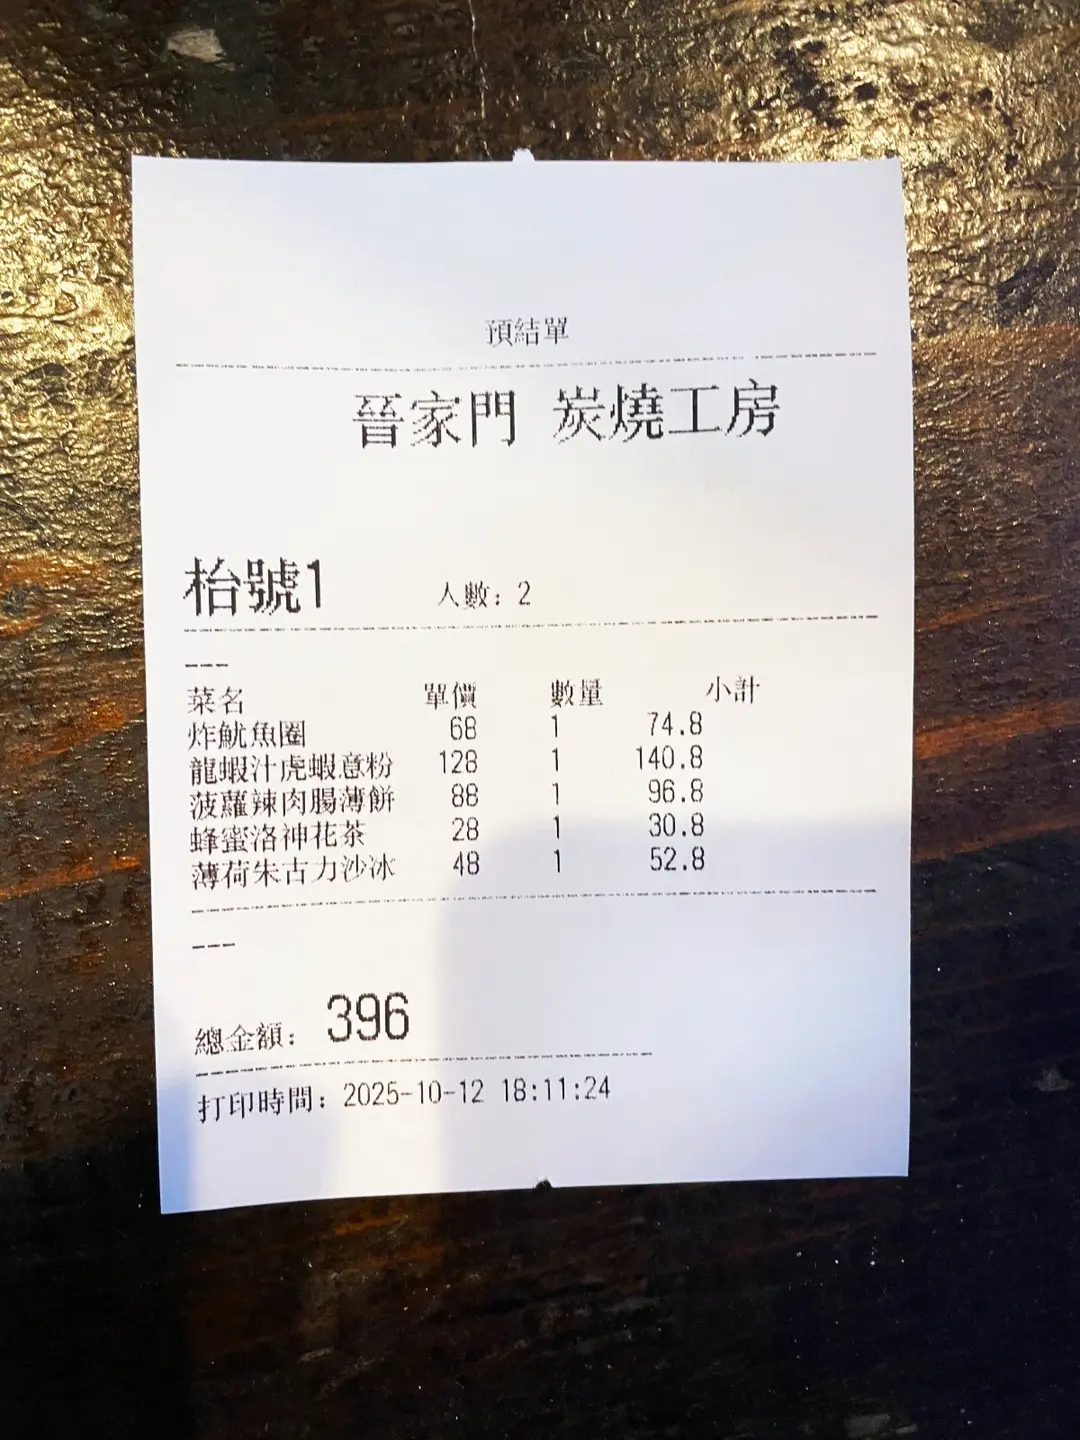 預結單
晉家門 炭燒工房
枱號1 人數：2
菜名 單價 數量 小計
炸魷魚圈 68 1 74.8
龍蝦汁虎蝦意粉 128 1 140.8
菠蘿辣肉腸薄餅 88 1 96.8
蜂蜜洛神花茶 28 1 30.8
薄荷朱古力沙冰 48 1 52.8
總金額：396
打印時間：2025-10-12 18:11:24